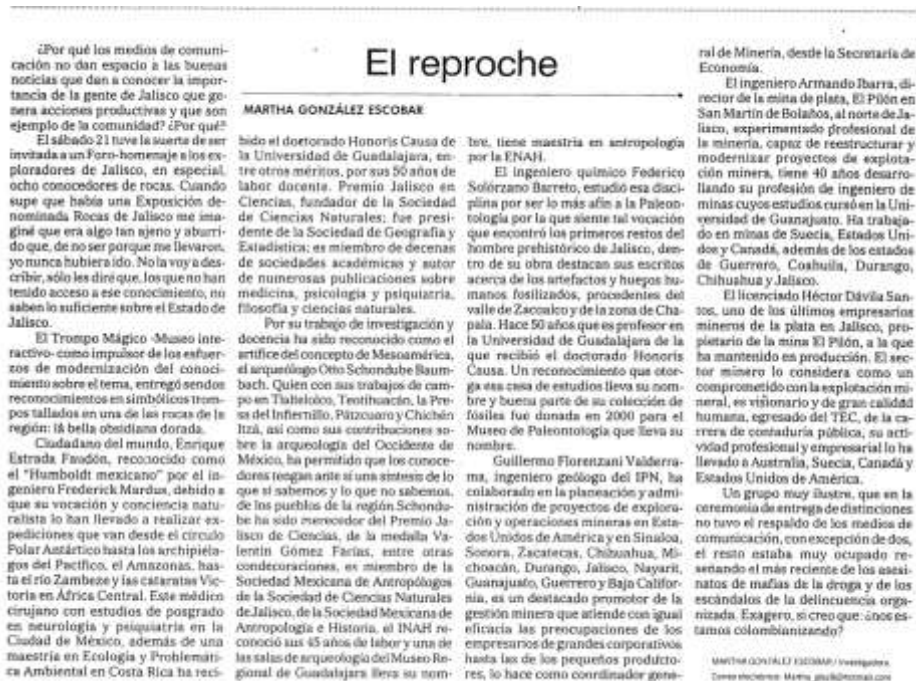 El reproche
MARTHA GONZÁLEZ ESCOBAR
¿Por qué los medios de comuni-
cación no dan espacio a las buenas
noticias que dan a conocer la impor-
tancia de la gente de Jalisco que ge-
nera acciones productivas y que son
ejemplo de la comunidad? ¿Por qué?
El sábado 21 tuve la suerte de ser
invitada a un Foro-homenaje a los ex-
ploradores de Jalisco, en especial,
ocho conocedores de rocas. Cuando
supe que había una Exposición de-
nominada Rocas de Jalisco me ima-
giné que era algo tan ajeno y aburri-
do que, de no ser porque me llevaron,
yo nunca hubiera ido. No la voy a des-
cribir, sólo les diré que, los que no han
tenido acceso a ese conocimiento, no
saben lo suficiente sobre el Estado de
Jalisco.
El Trompo Mágico -Museo inte-
ractivo- como impulsor de los esfuer-
zos de modernización del conoci-
miento sobre el tema, entregó sendos
reconocimientos en simbólicos trom-
pos tallados en una de las rocas de la
región: la bella obsidiana dorada.
Ciudadano del mundo, Enrique
Estrada Faudón, reconocido como
el "Humboldt mexicano" por el in-
geniero Frederick Mardus, debido a
que su vocación y conciencia natu-
ralista lo han llevado a realizar ex-
pediciones que van desde el círculo
Polar Antártico hasta los archipiéla-
gos del Pacífico, el Amazonas, has-
ta el río Zambeze y las cataratas Vic-
toria en África Central. Este médico
cirujano con estudios de posgrado
en neurología y psiquiatría en la
Ciudad de México, además de una
maestría en Ecología y Problemáti-
ca Ambiental en Costa Rica ha reci-
bido el doctorado Honoris Causa de
la Universidad de Guadalajara, en-
tre otros méritos, por sus 50 años de
labor docente. Premio Jalisco en
Ciencias, fundador de la Sociedad
de Ciencias Naturales; fue presi-
dente de la Sociedad de Geografía y
Estadística; es miembro de decenas
de sociedades académicas y autor
de numerosas publicaciones sobre
medicina, psicología y psiquiatría,
filosofía y ciencias naturales.
Por su trabajo de investigación y
docencia ha sido reconocido como el
artífice del concepto de Mesoamérica,
el arqueólogo Otto Schondube Baum-
bach. Quien con sus trabajos de cam-
po en Tlatelolco, Teotihuacán, la Pre-
sa del Infiernillo, Pátzcuaro y Chichén
Itzá, así como sus contribuciones so-
bre la arqueología del Occidente de
México, ha permitido que los conoce-
dores tengan ante sí una síntesis de lo
que sí sabemos y lo que no sabemos,
de los pueblos de la región Schondu-
be ha sido merecedor del Premio Ja-
lisco de Ciencias, de la medalla Va-
lentín Gómez Farías, entre otras
condecoraciones, es miembro de la
Sociedad Mexicana de Antropólogos
de la Sociedad de Ciencias Naturales
de Jalisco, de la Sociedad Mexicana de
Antropología e Historia, el INAH re-
conoció sus 45 años de labor y una de
las salas de arqueología del Museo Re-
gional de Guadalajara lleva su nom-
bre, tiene maestría en antropología
por la ENAH.
El ingeniero químico Federico
Solórzano Barreto, estudió esa disci-
plina por ser lo más afín a la Paleon-
tología por la que siente tal vocación
que encontró los primeros restos del
hombre prehistórico de Jalisco, den-
tro de su obra destacan sus escritos
acerca de los artefactos y huepos hu-
manos fosilizados, procedentes del
valle de Zacoalco y de la zona de Cha-
pala. Hace 50 años que es profesor en
la Universidad de Guadalajara de la
que recibió el doctorado Honoris
Causa. Un reconocimiento que otor-
ga esa casa de estudios lleva su nom-
bre y buena parte de su colección de
fósiles fue donada en 2000 para el
Museo de Paleontología que lleva su
nombre.
Guillermo Florenzani Valderra-
ma, ingeniero geólogo del IPN, ha
colaborado en la planeación y admi-
nistración de proyectos de explora-
ción y operaciones mineras en Esta-
dos Unidos de América y en Sinaloa,
Sonora, Zacatecas, Chihuahua, Mi-
choacán, Durango, Jalisco, Nayarit,
Guanajuato, Guerrero y Baja Califor-
nia, es un destacado promotor de la
gestión minera que atiende con igual
eficacia las preocupaciones de los
empresarios de grandes corporativos
hasta las de los pequeños producto-
res, lo hace como coordinador gene-
ral de Minería, desde la Secretaría de
Economía.
El ingeniero Armando Ibarra, di-
rector de la mina de plata, El Pilón en
San Martín de Bolaños, al norte de Ja-
lisco, experimentado profesional de
la minería, capaz de reestructurar y
modernizar proyectos de explota-
ción minera, tiene 40 años desarro-
llando su profesión de ingeniero de
minas cuyos estudios cursó en la Uni-
versidad de Guanajuato. Ha trabaja-
do en minas de Suecia, Estados Uni-
dos y Canadá, además de los estados
de Guerrero, Coahuila, Durango,
Chihuahua y Jalisco.
El licenciado Héctor Dávila San-
tos, uno de los últimos empresarios
mineros de la plata en Jalisco, pro-
pietario de la mina El Pilón, a la que
ha mantenido en producción. El sec-
tor minero lo considera como un
comprometido con la explotación mi-
neral, es visionario y de gran calidad
humana, egresado del TEC, de la ca-
rrera de contaduría pública, su acti-
vidad profesional y empresarial lo ha
llevado a Australia, Suecia, Canadá y
Estados Unidos de América.
Un grupo muy ilustre, que en la
ceremonia de entrega de distinciones
no tuvo el respaldo de los medios de
comunicación, con excepción de dos,
el resto estaba muy ocupado re-
señando el más reciente de los asesi-
natos de mafias de la droga y de los
escándalos de la delincuencia orga-
nizada. Exagero, si creo que: ¿nos es-
tamos colombianizando?
MARTHA GONZÁLEZ ESCOBAR / Investigadora.
Correo electrónico: Martha